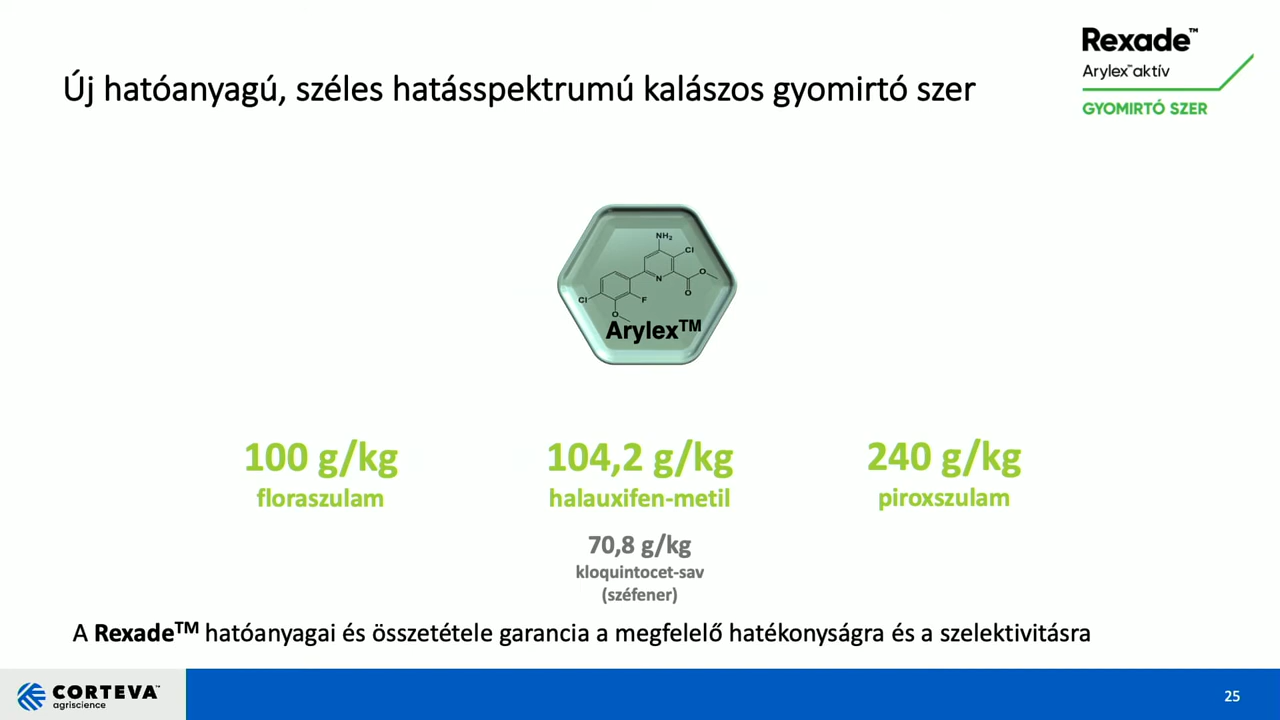 Rexade™
Arylex™aktív
GYOMIRTÓ SZER
Új hatóanyagú, széles hatásspektrumú kalászos gyomirtó szer
NH₂
Cl
N
O
O
Cl
F
O
Arylex™
100 g/kg
floraszulam
104,2 g/kg
halauxifen-metil
240 g/kg
piroxszulam
70,8 g/kg
kloquintocet-sav
(széfener)
A Rexade™ hatóanyagai és összetétele garancia a megfelelő hatékonyságra és a szelektivitásra
CORTEVA™
agriscience
25